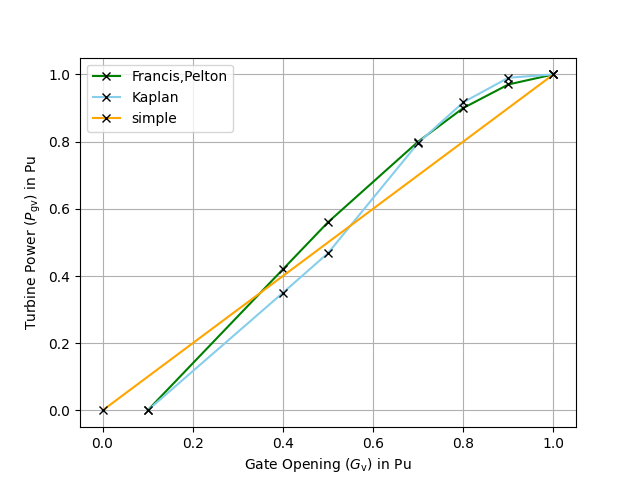 Francis,Pelton
Kaplan
simple
1.0
0.8
0.6
0.4
0.2
0.0
Turbine Power (Pgv) in Pu
0.0 0.2 0.4 0.6 0.8 1.0
Gate Opening (Gv) in Pu